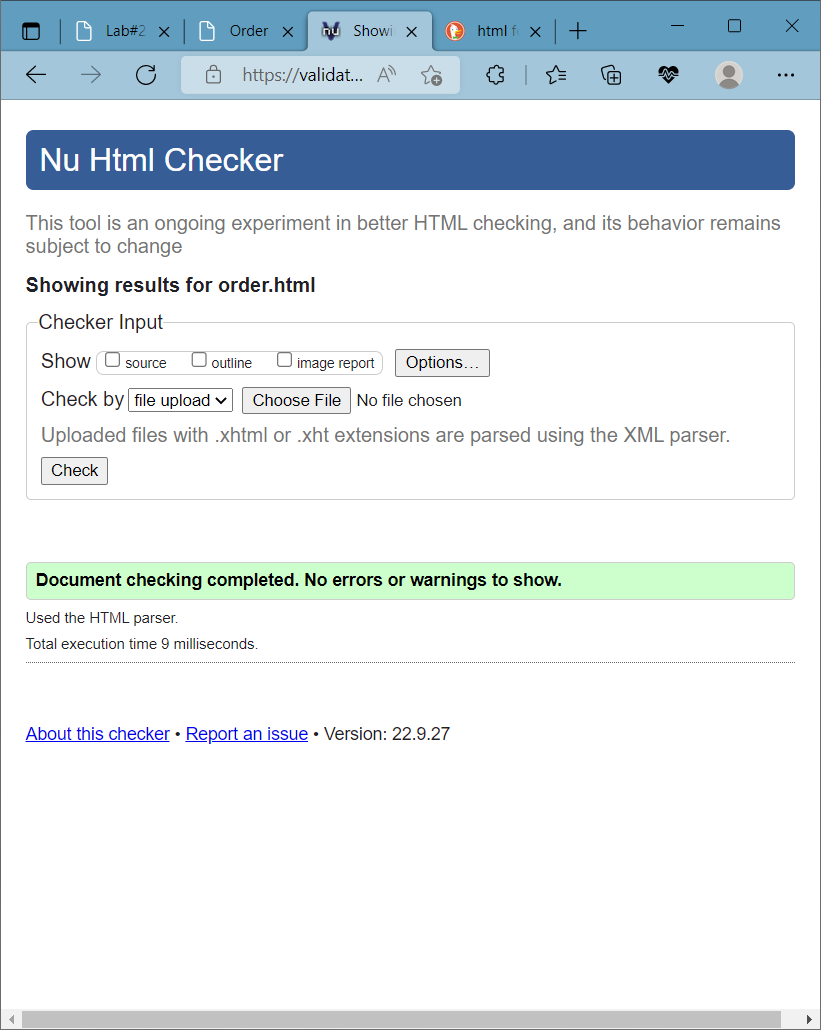 Lab#2
Order
Showi
html f
https://validat...
Nu Html Checker
This tool is an ongoing experiment in better HTML checking, and its behavior remains
subject to change
Showing results for order.html
Checker Input
Show source outline image report Options…
Check by file upload Choose File No file chosen
Uploaded files with .xhtml or .xht extensions are parsed using the XML parser.
Check
Document checking completed. No errors or warnings to show.
Used the HTML parser.
Total execution time 9 milliseconds.
About this checker • Report an issue • Version: 22.9.27